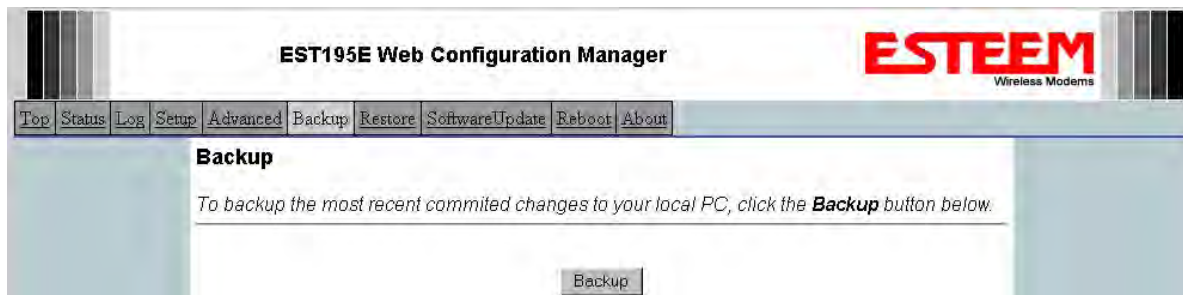 EST195E Web Configuration Manager
ESTEEM
Wireless Modems
Top Status Log Setup Advanced Backup Restore SoftwareUpdate Reboot About
Backup
To backup the most recent commited changes to your local PC, click the Backup button below.
Backup